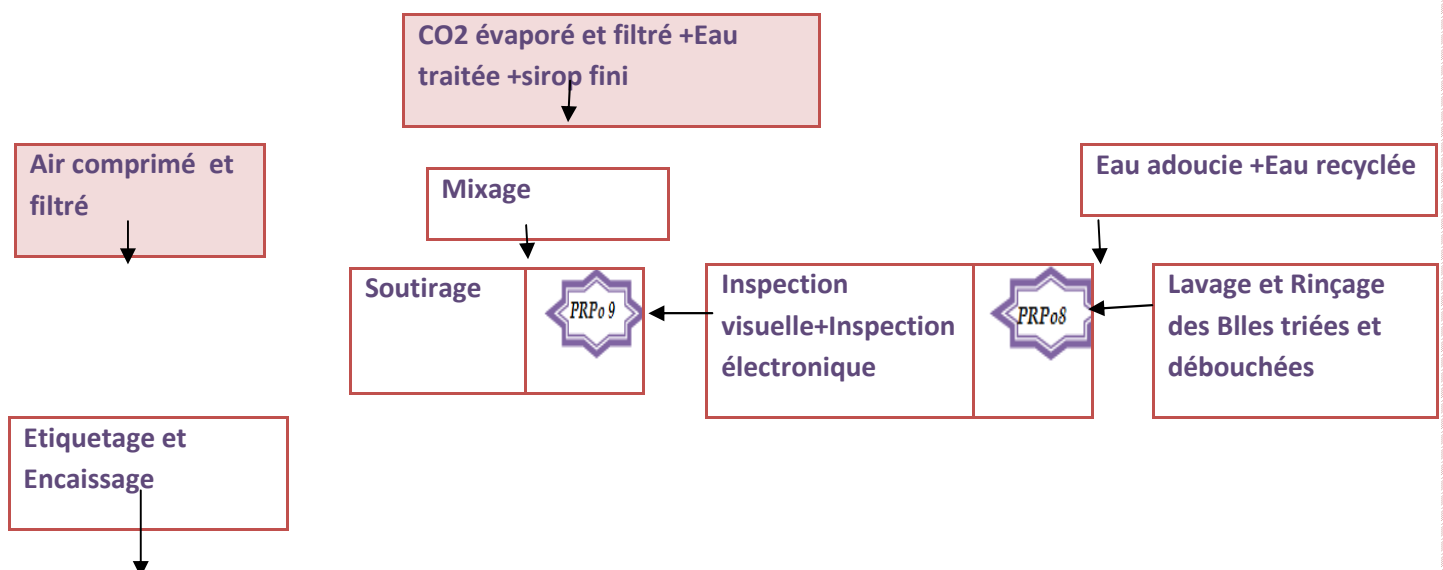 CO2 évaporé et filtré +Eau
traitée +sirop fini
Air comprimé et
filtré
Mixage
Eau adoucie +Eau recyclée
Soutirage
PRPo 9
Inspection
visuelle+Inspection
électronique
PRPo8
Lavage et Rinçage
des Blles triées et
débouchées
Etiquetage et
Encaissage